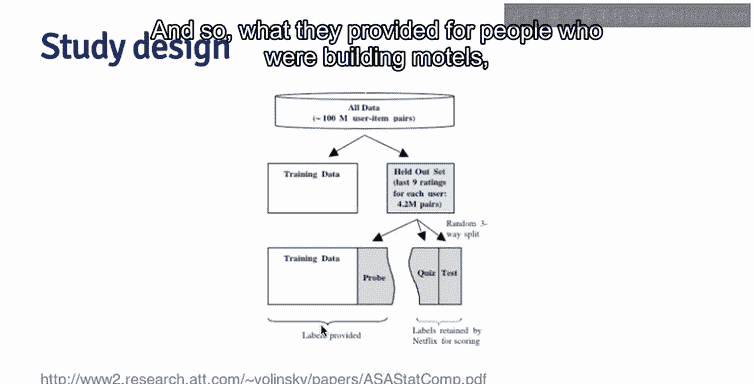 And so, what they provided for people who
were building motels,
Study design
All Data
(~ 100 M user-item pairs)
Training Data
Held Out Set
(last 9 ratings
for each user:
4.2M pairs)
Random 3-
way split
Training Data
Probe
Quiz
Test
Labels provided
Labels retained by
Netflix for scoring
http://www2.research.att.com/~volinsky/papers/ASAStatComp.pdf